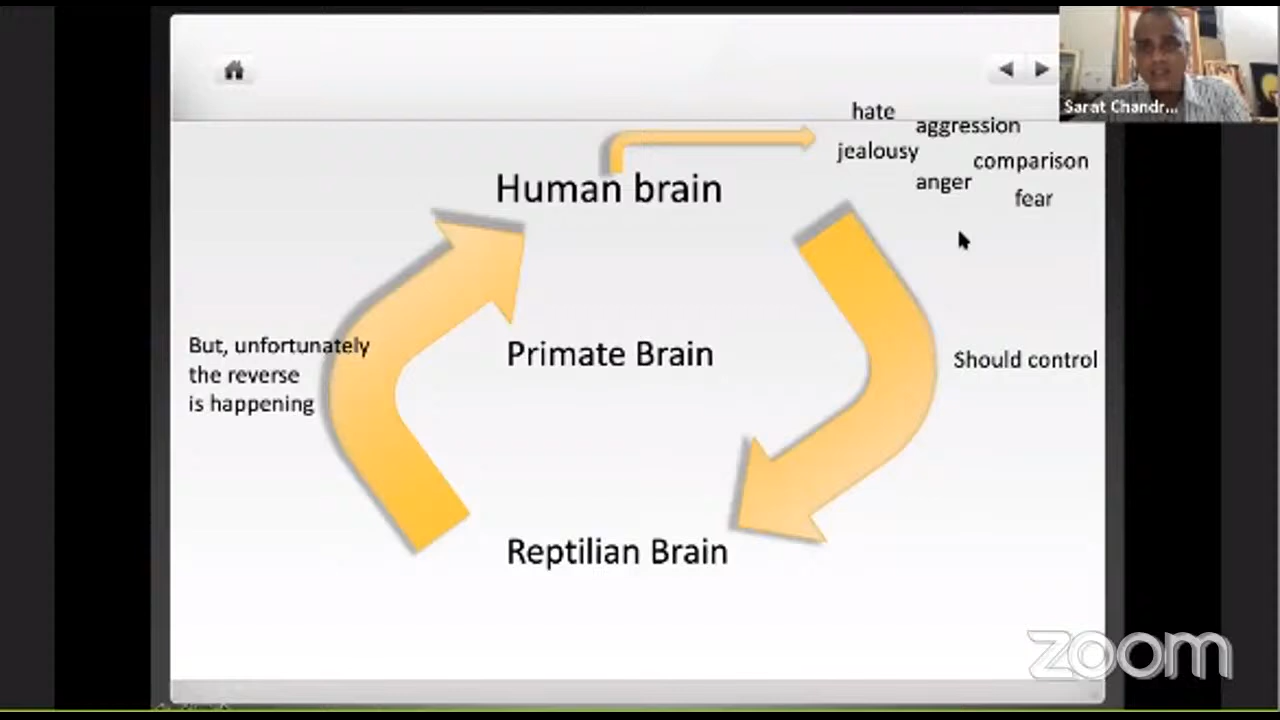 Sarat Chandr...
hate
aggression
jealousy
comparison
anger
fear
Human brain
But, unfortunately
the reverse
is happening
Primate Brain
Should control
Reptilian Brain
zoom